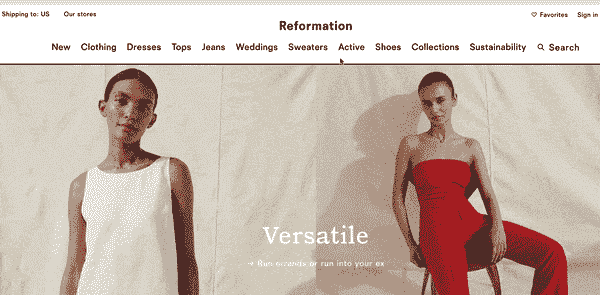 Shipping to: US Our stores
Favorites Sign in
Reformation
New Clothing Dresses Tops Jeans Weddings Sweaters Active Shoes Collections Sustainability Search
Versatile
Run errands or run into your ex